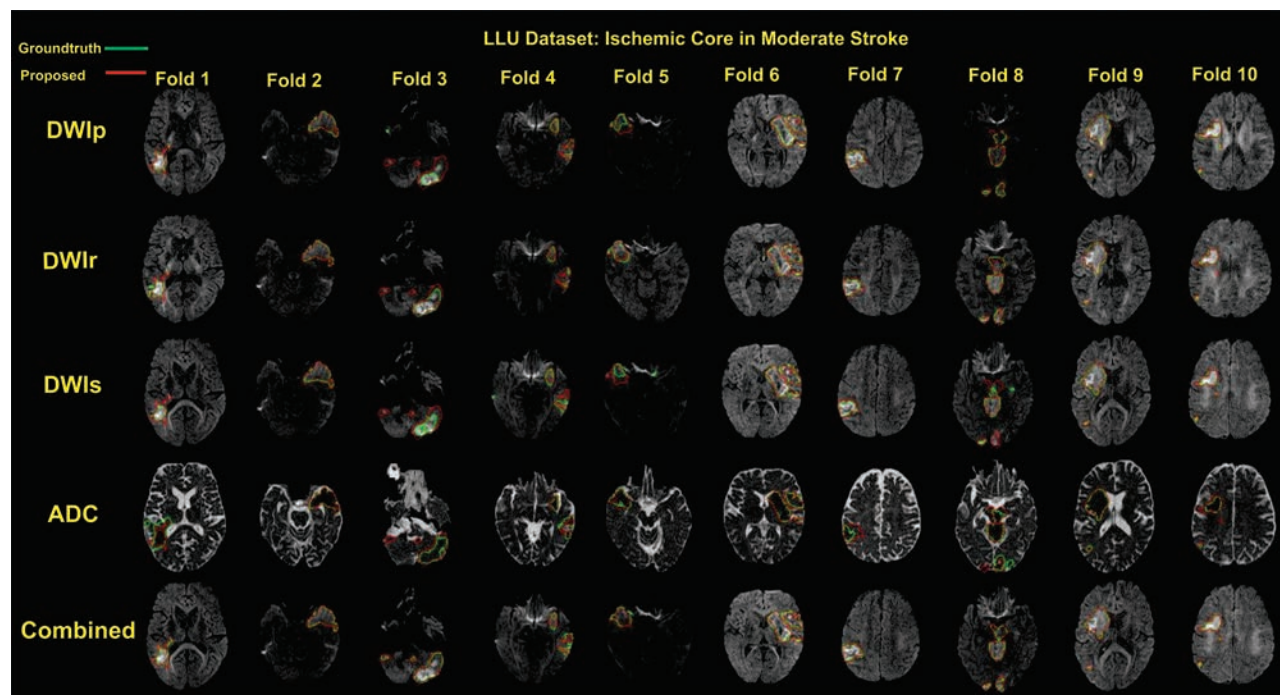 LLU Dataset: Ischemic Core in Moderate Stroke
Groundtruth
Proposed
Fold 1 Fold 2 Fold 3 Fold 4 Fold 5 Fold 6 Fold 7 Fold 8 Fold 9 Fold 10
DWIp
DWIr
DWIs
ADC
Combined